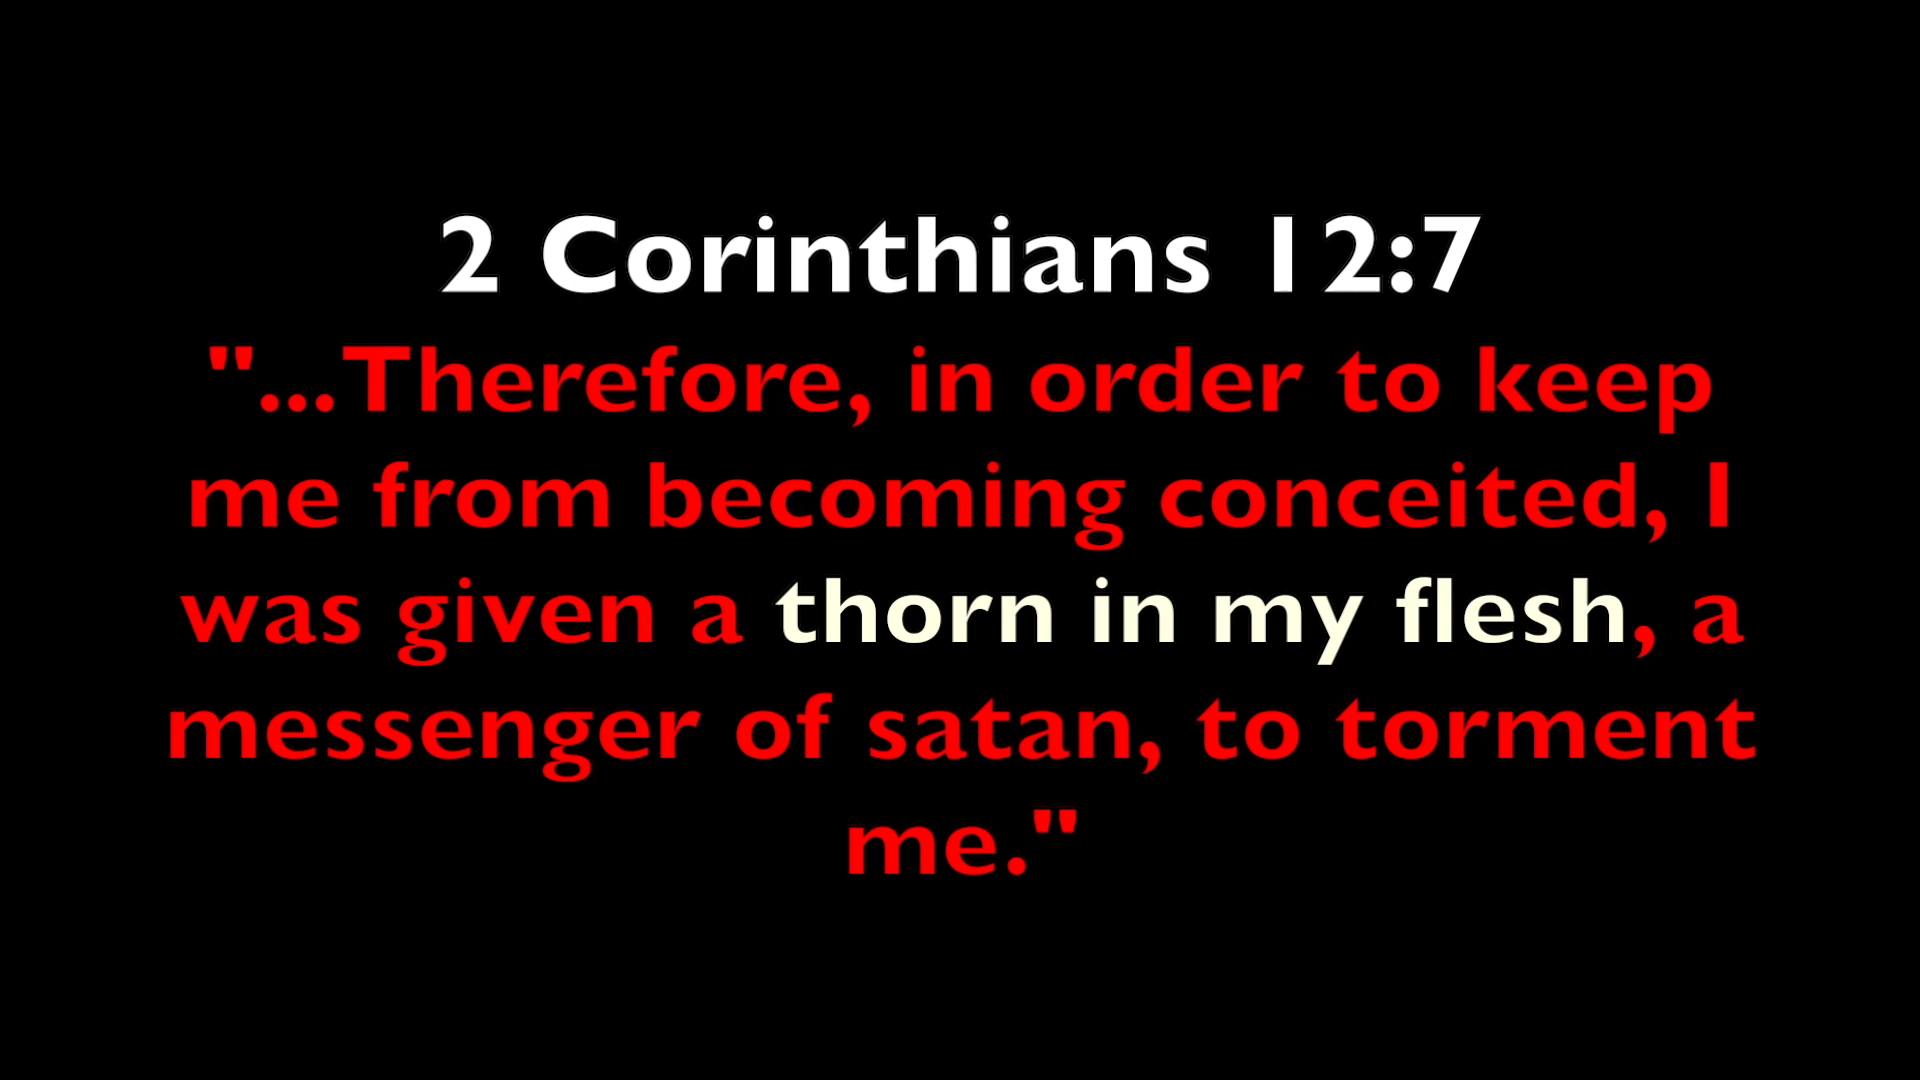 2 Corinthians 12:7
"...Therefore, in order to keep
me from becoming conceited, I
was given a thorn in my flesh, a
messenger of satan, to torment
me."